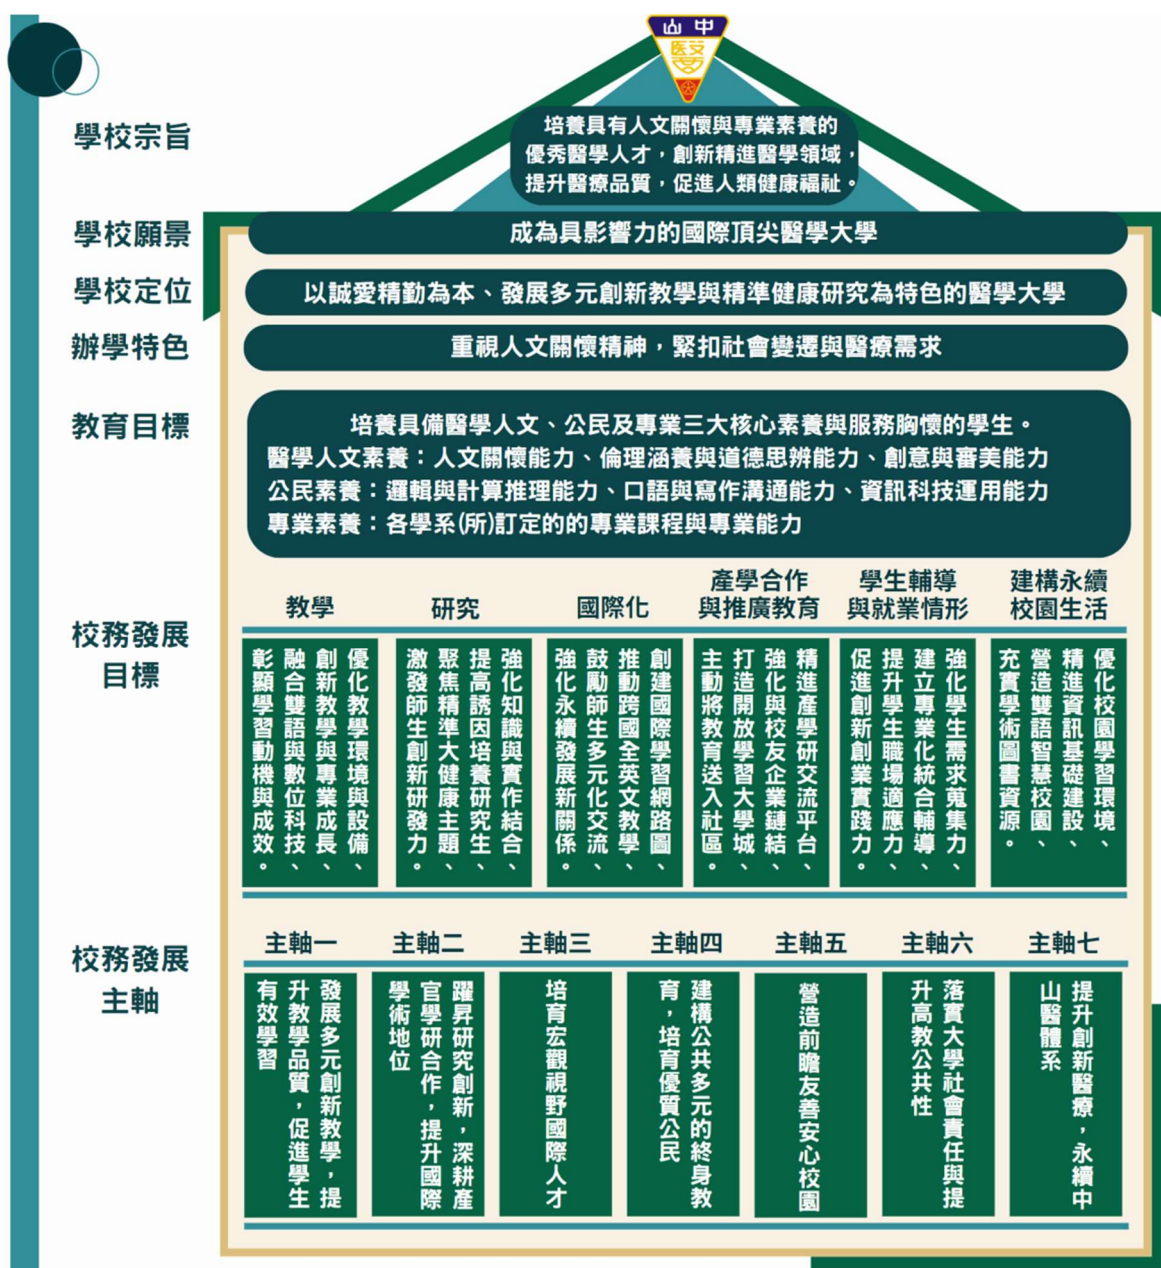 山中
醫
學校宗旨
培養具有人文關懷與專業素養的
優秀醫學人才，創新精進醫學領域，
提升醫療品質，促進人類健康福祉。
學校願景
成為具影響力的國際頂尖醫學大學
學校定位
以誠愛精勤為本、發展多元創新教學與精準健康研究為特色的醫學大學
辦學特色
重視人文關懷精神，緊扣社會變遷與醫療需求
教育目標
培養具備醫學人文、公民及專業三大核心素養與服務胸懷的學生。
醫學人文素養：人文關懷能力、倫理涵養與道德思辨能力、創意與審美能力
公民素養：邏輯與計算推理能力、口語與寫作溝通能力、資訊科技運用能力
專業素養：各學系(所)訂定的的專業課程與專業能力
校務發展
目標
教學
優化教學環境與設備、
創新教學與專業成長、
融合雙語與數位科技、
彰顯學習動機與成效。
研究
強化知識與實作結合、
提高誘因培養研究生、
聚焦精準大健康主題、
激發師生創新研發力。
國際化
創建國際學習網路圖、
推動跨國全英文教學、
鼓勵師生多元化交流、
強化永續發展新關係。
產學合作
與推廣教育
精進產學研交流平台、
強化與校友企業鏈結、
打造開放學習大學城、
主動將教育送入社區。
學生輔導
與就業情形
強化學生需求蒐集力、
建立專業化統合輔導、
提升學生職場適應力、
促進創新創業實踐力。
建構永續
校園生活
優化校園學習環境、
精進資訊基礎建設、
營造雙語智慧校園、
充實學術圖書資源。
校務發展
主軸
主軸一
發展多元創新教學，提
升教學品質，促進學生
有效學習
主軸二
躍昇研究創新，深耕產
官學研合作，提升國際
學術地位
主軸三
培育宏觀視野國際人才
主軸四
建構公共多元的終身教
育，培育優質公民
主軸五
營造前瞻友善安心校園
主軸六
落實大學社會責任與提
升高教公共性
主軸七
提升創新醫療，永續中
山醫體系